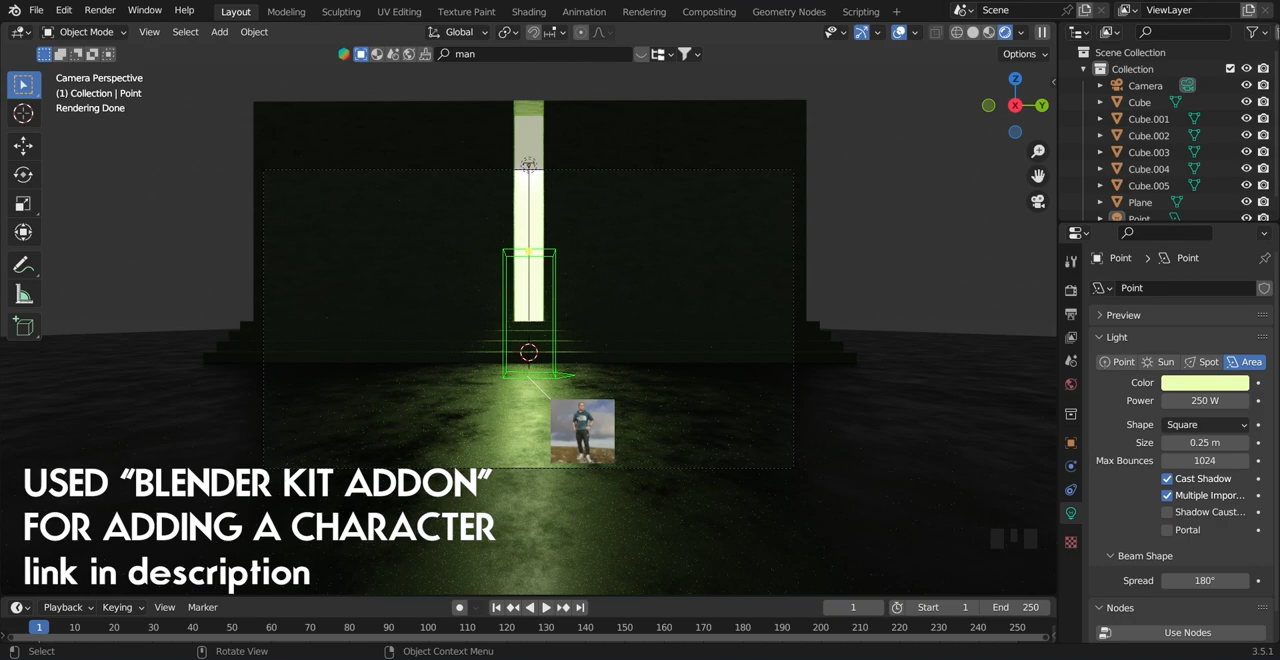 File Edit Render Window Help Layout Modeling Sculpting UV Editing Texture Paint Shading Animation Rendering Compositing Geometry Nodes Scripting + Scene ViewLayer
Object Mode View Select Add Object Global
man Options
Camera Perspective
(1) Collection | Point
Rendering Done
Z
X
Y
Scene Collection
Collection
Camera
Cube
Cube.001
Cube.002
Cube.003
Cube.004
Cube.005
Plane
Point
Point > Point
Point
Preview
Light
Point Sun Spot Area
Color
Power 250 W
Shape Square
Size 0.25 m
Max Bounces 1024
Cast Shadow
Multiple Impor...
Shadow Caust...
Portal
Beam Shape
Spread 180°
Nodes
Use Nodes
USED “BLENDER KIT ADDON”
FOR ADDING A CHARACTER
link in description
Playback Keying View Marker 1 Start 1 End 250
1 10 20 30 40 50 60 70 80 90 100 110 120 130 140 150 160 170 180 190 200 210 220 230 240 250
Select Rotate View Object Context Menu 3.5.1